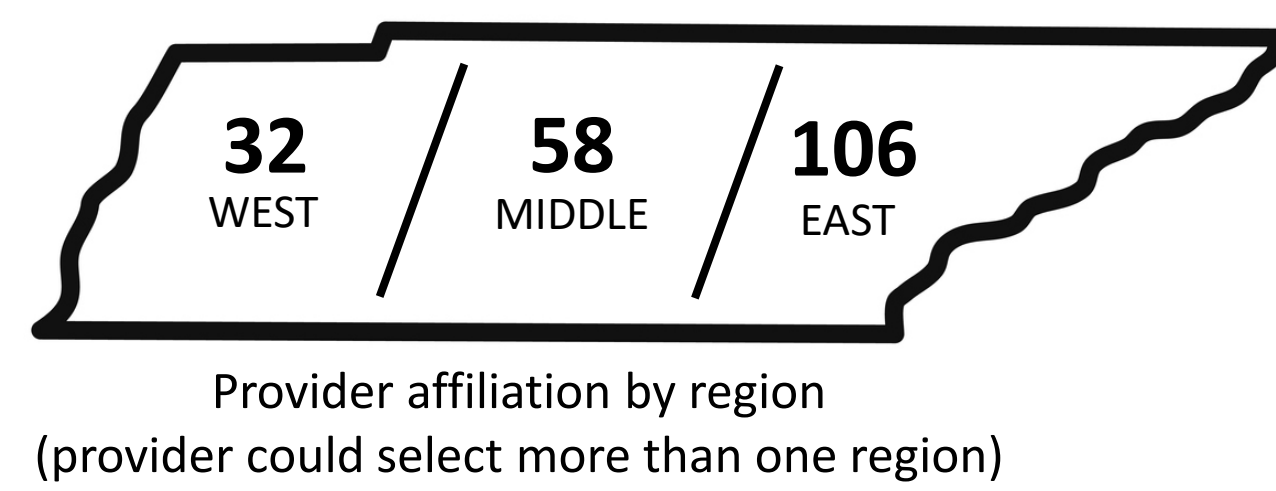 32 58 106
WEST MIDDLE EAST
Provider affiliation by region
(provider could select more than one region)